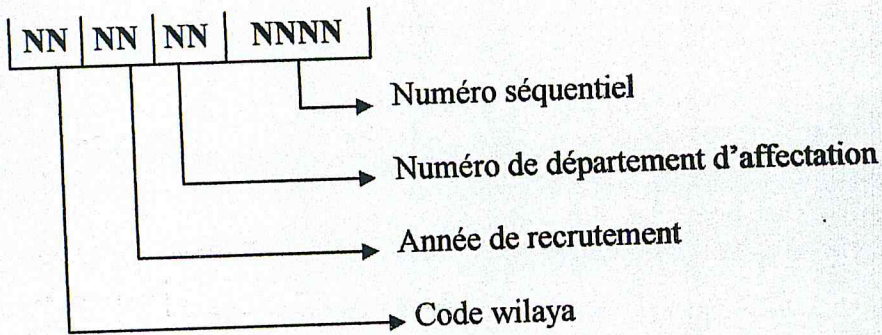 NN NN NN NNNN
Numéro séquentiel
Numéro de département d'affectation
Année de recrutement
Code wilaya